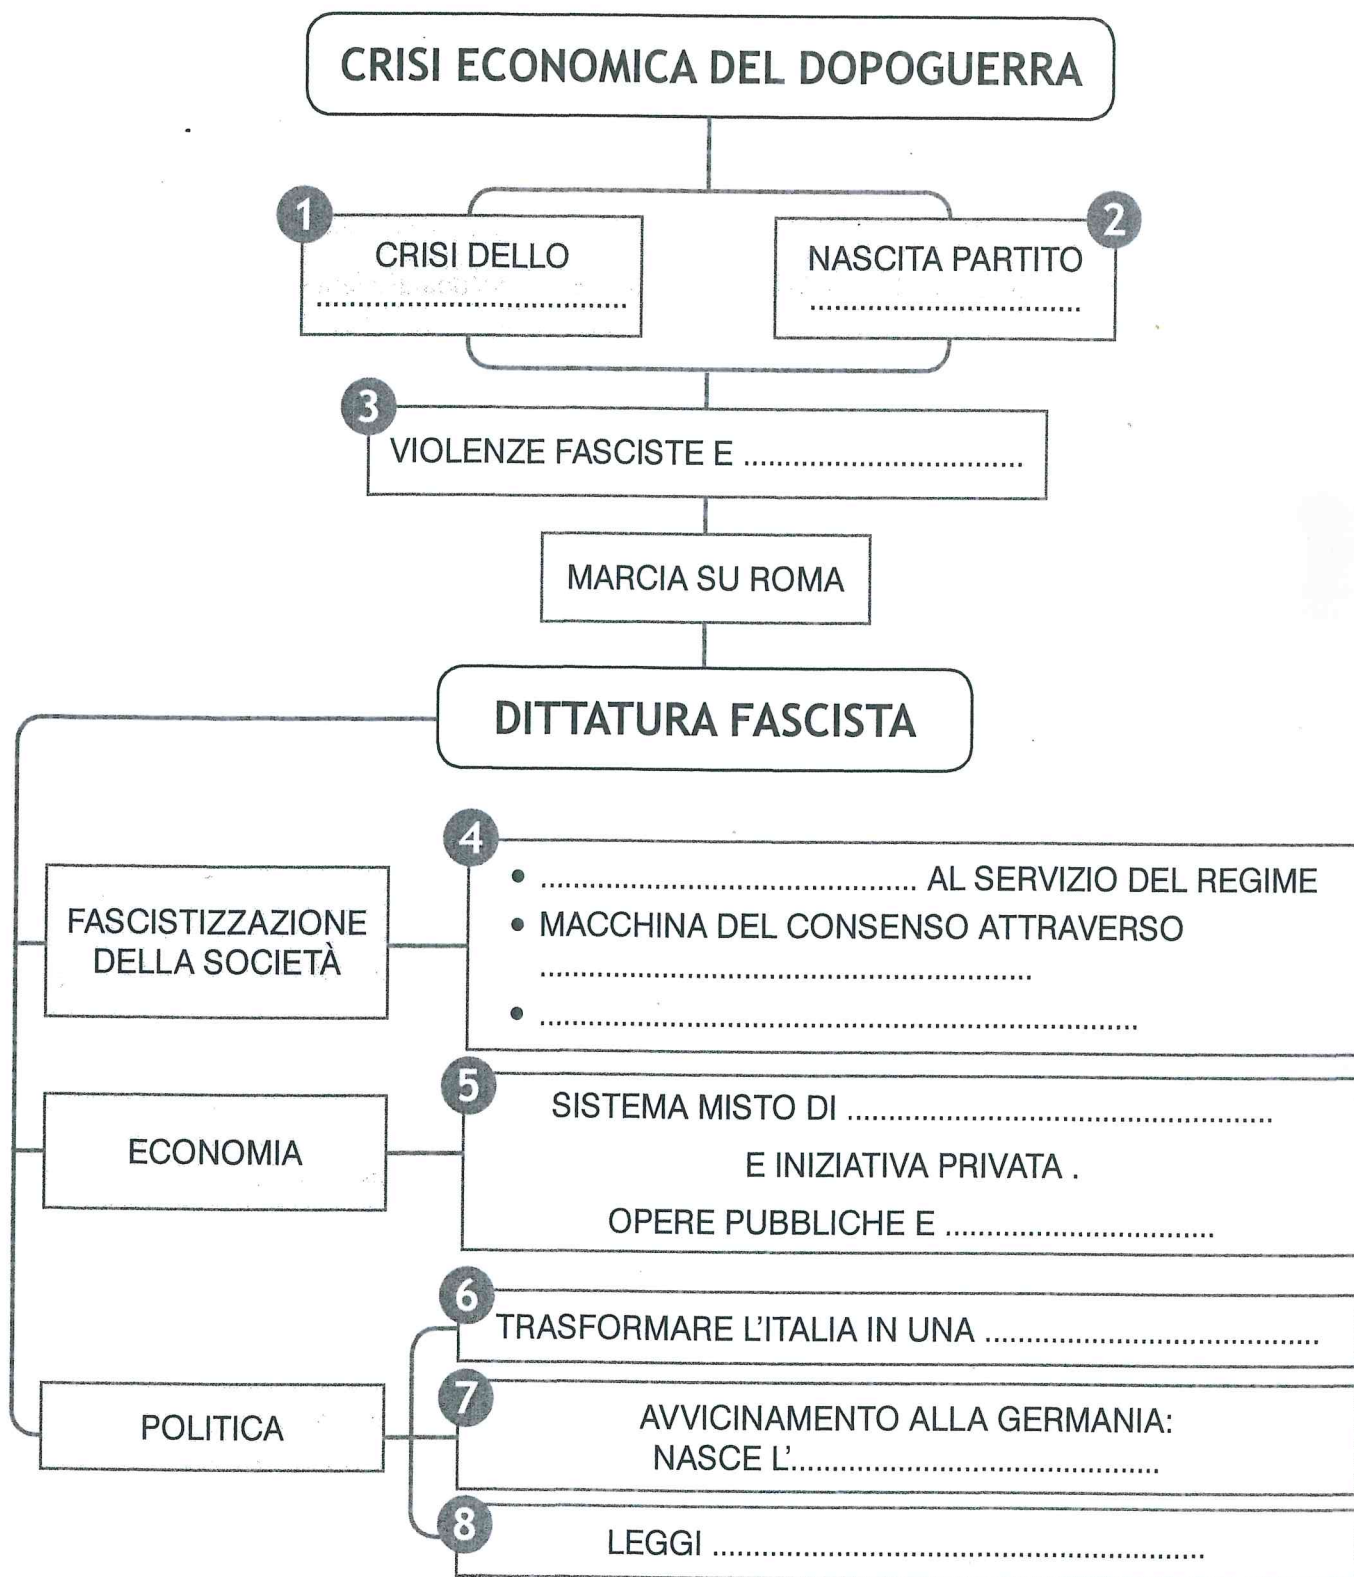 CRISI ECONOMICA DEL DOPOGUERRA
1
CRISI DELLO
................................
2
NASCITA PARTITO
................................
3
VIOLENZE FASCISTE E ................................
MARCIA SU ROMA
DITTATURA FASCISTA
FASCISTIZZAZIONE
DELLA SOCIETÀ
4
• ................................ AL SERVIZIO DEL REGIME
• MACCHINA DEL CONSENSO ATTRAVERSO
................................
• ................................
ECONOMIA
5
SISTEMA MISTO DI ................................
E INIZIATIVA PRIVATA .
OPERE PUBBLICHE E ................................
POLITICA
6
TRASFORMARE L'ITALIA IN UNA ................................
7
AVVICINAMENTO ALLA GERMANIA:
NASCE L'................................
8
LEGGI ................................